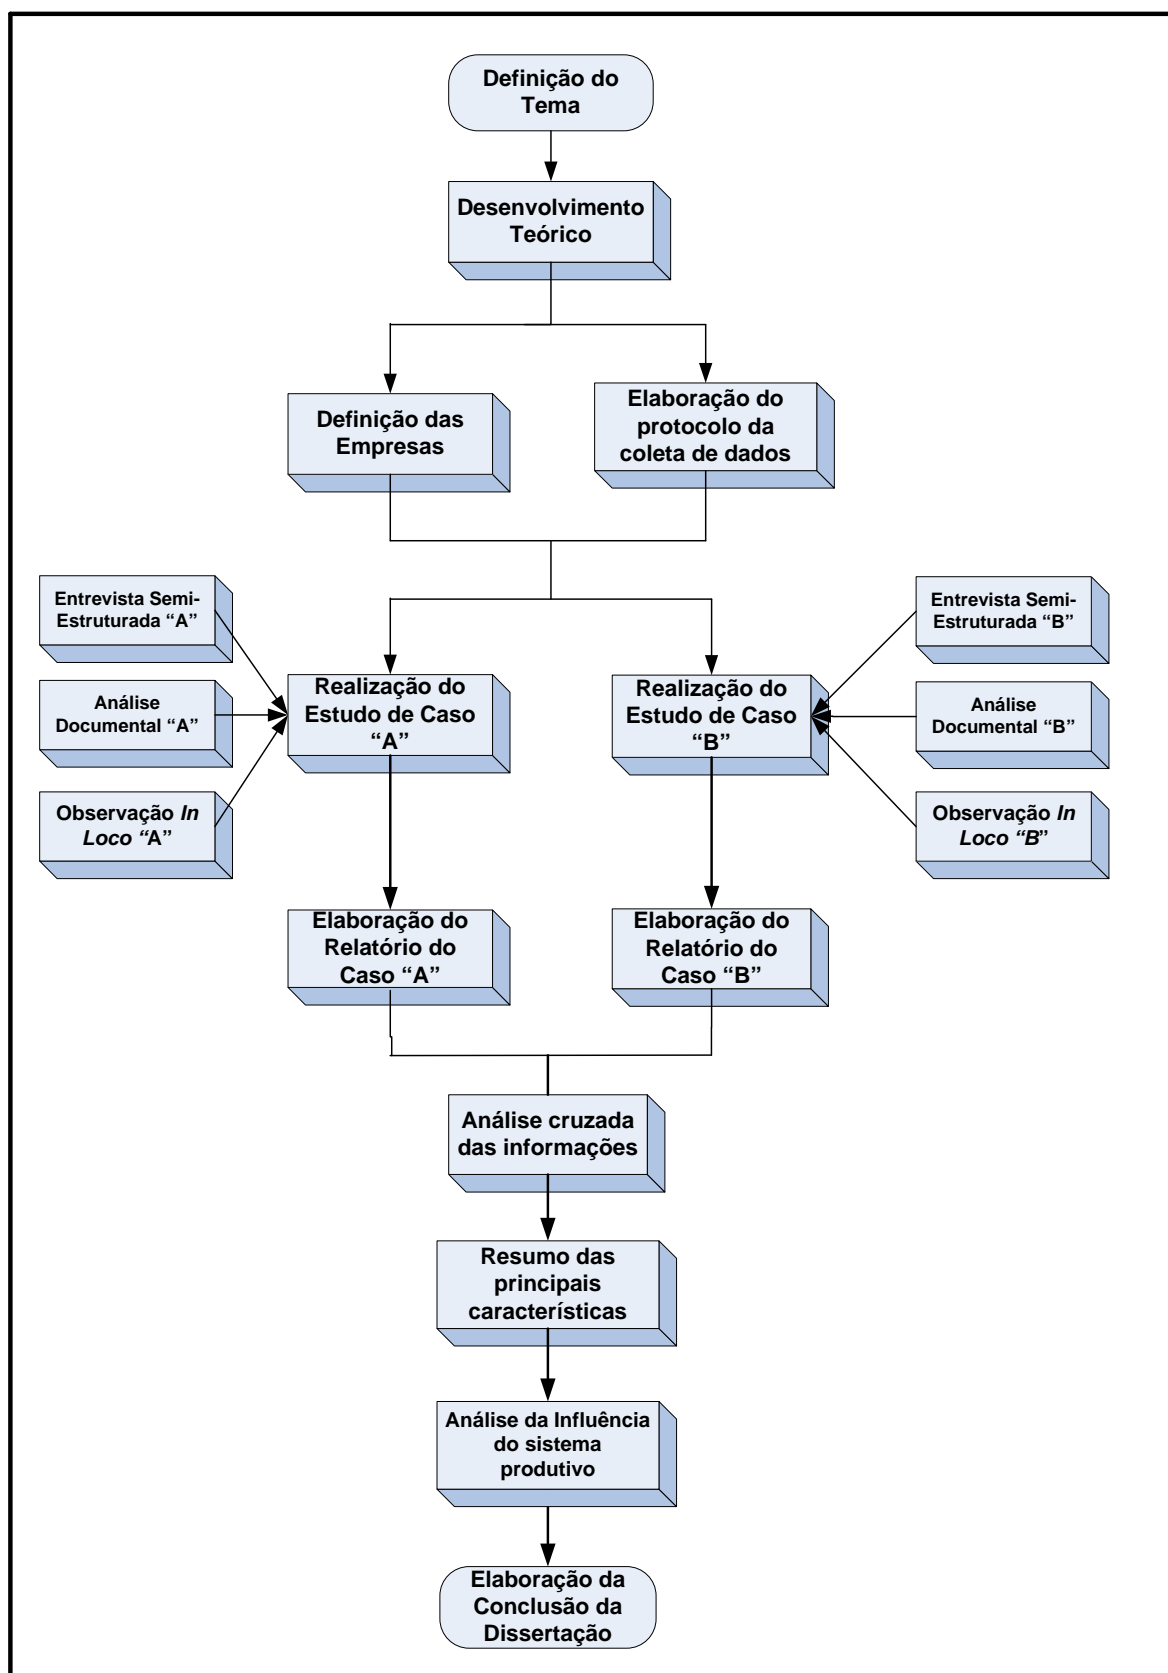 Definição do
Tema
Desenvolvimento
Teórico
Definição das
Empresas
Elaboração do
protocolo da
coleta de dados
Entrevista Semi-
Estruturada “A”
Análise
Documental “A”
Observação In
Loco “A”
Realização do
Estudo de Caso
“A”
Realização do
Estudo de Caso
“B”
Entrevista Semi-
Estruturada “B”
Análise
Documental “B”
Observação In
Loco “B”
Elaboração do
Relatório do
Caso “A”
Elaboração do
Relatório do
Caso “B”
Análise cruzada
das informações
Resumo das
principais
característícas
Análise da Influência
do sistema
produtivo
Elaboração da
Conclusão da
Dissertação